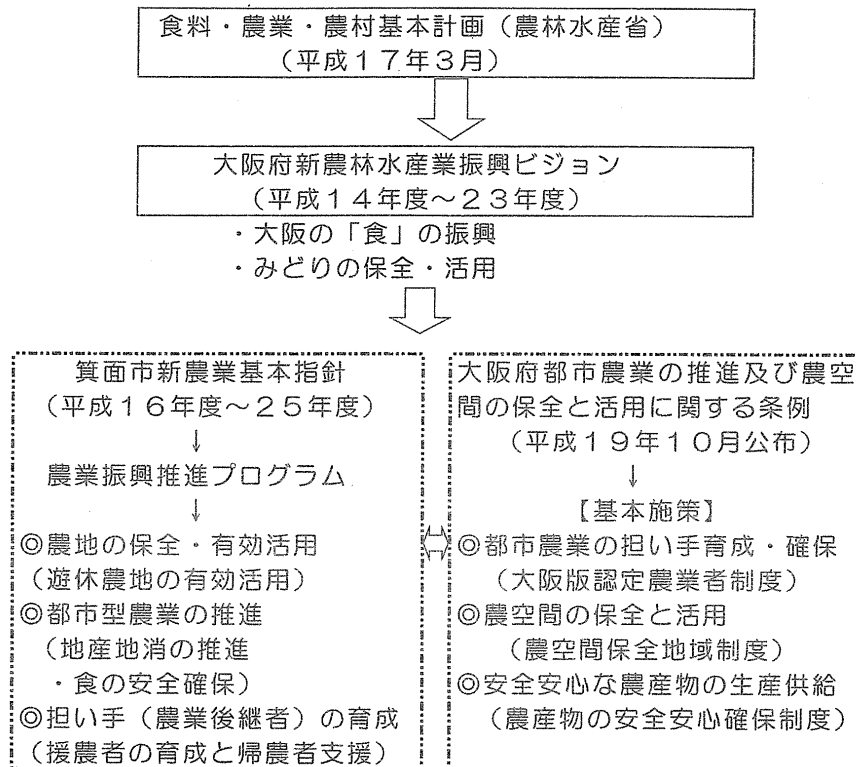 食料・農業・農村基本計画（農林水産省）
（平成１７年３月）
大阪府新農林水産業振興ビジョン
（平成１４年度～２３年度）
・大阪の「食」の振興
・みどりの保全・活用
箕面市新農業基本指針
（平成１６年度～２５年度）
↓
農業振興推進プログラム
↓
◎農地の保全・有効活用
（遊休農地の有効活用）
◎都市型農業の推進
（地産地消の推進
・食の安全確保）
◎担い手（農業後継者）の育成
（援農者の育成と帰農者支援）
大阪府都市農業の推進及び農空
間の保全と活用に関する条例
（平成１９年１０月公布）
↓
【基本施策】
◎都市農業の担い手育成・確保
（大阪版認定農業者制度）
◎農空間の保全と活用
（農空間保全地域制度）
◎安全安心な農産物の生産供給
（農産物の安全安心確保制度）